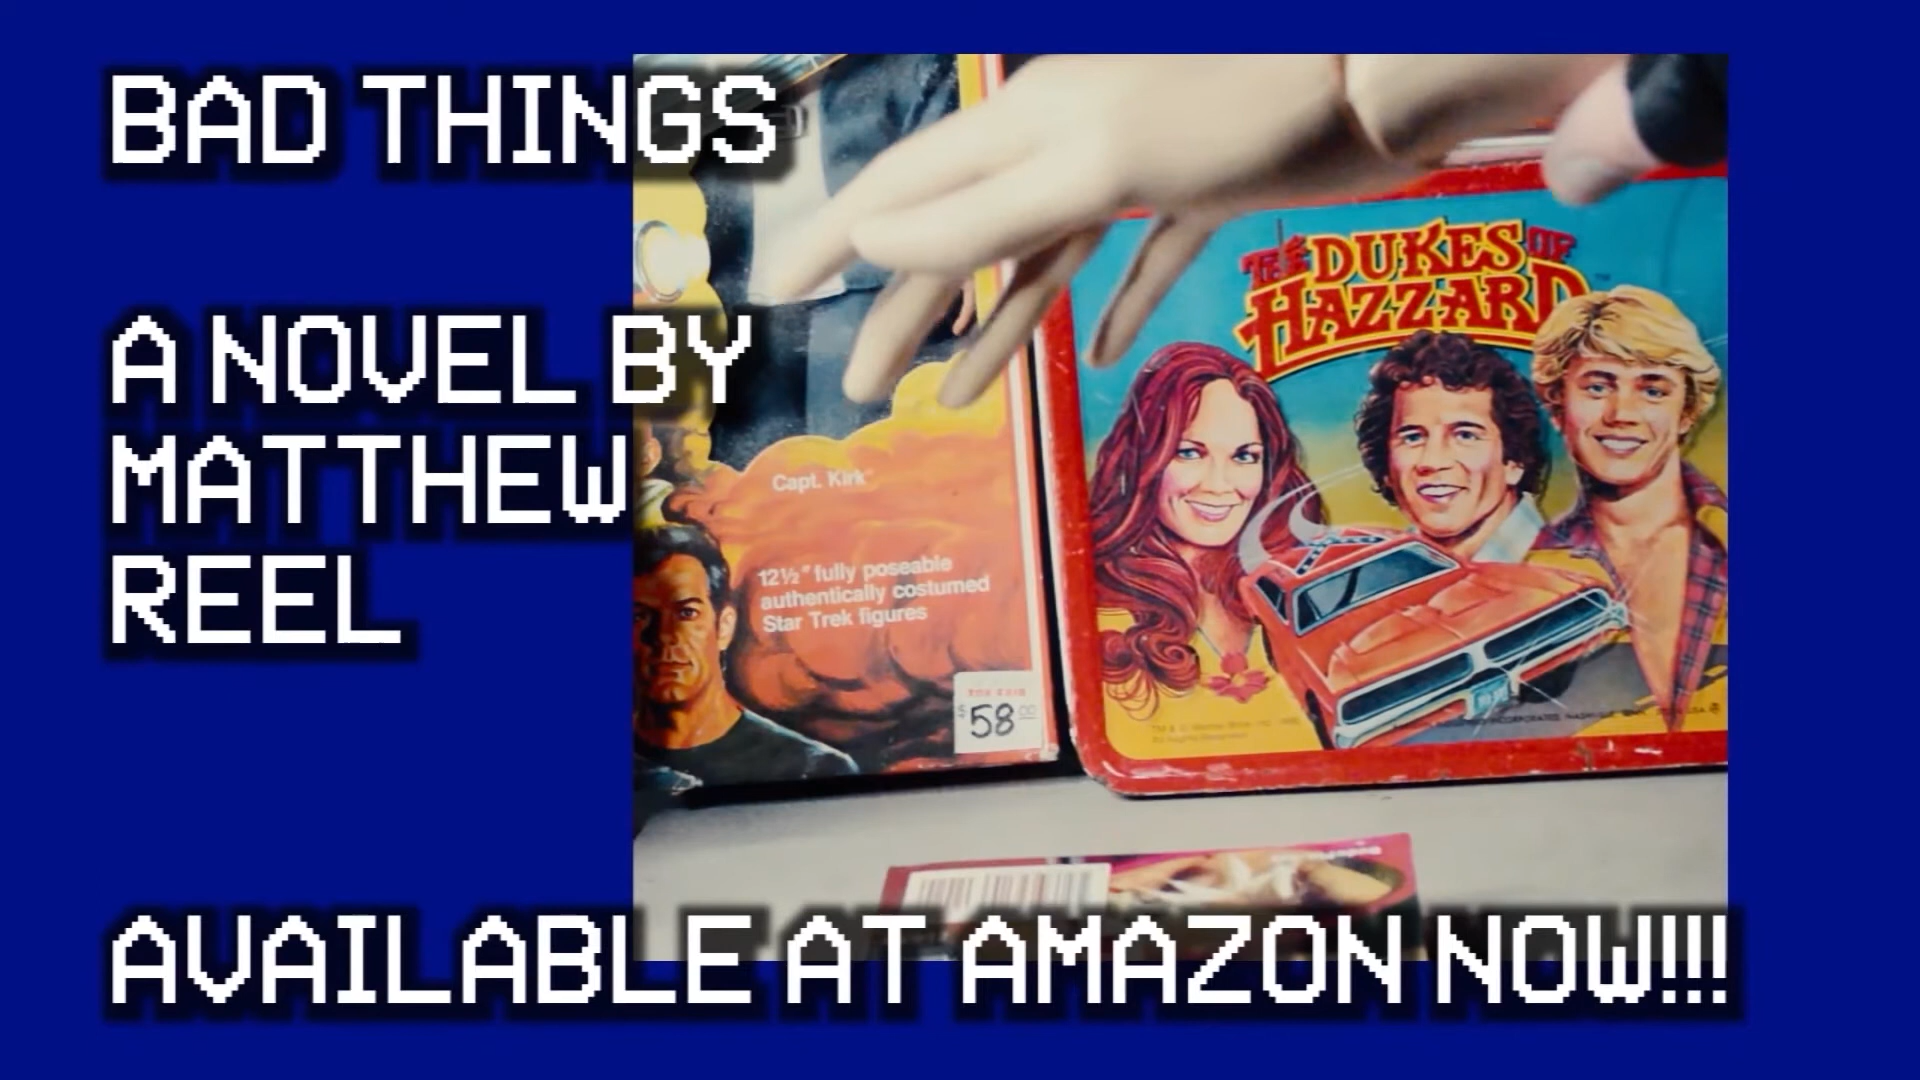 BAD THINGS
A NOVEL BY
MATTHEW
REEL
AVAILABLE AT AMAZON NOW!!!
THE DUKES OF
HAZZARD
Capt. Kirk
12½" fully poseable
authentically costumed
Star Trek figures
$58.00